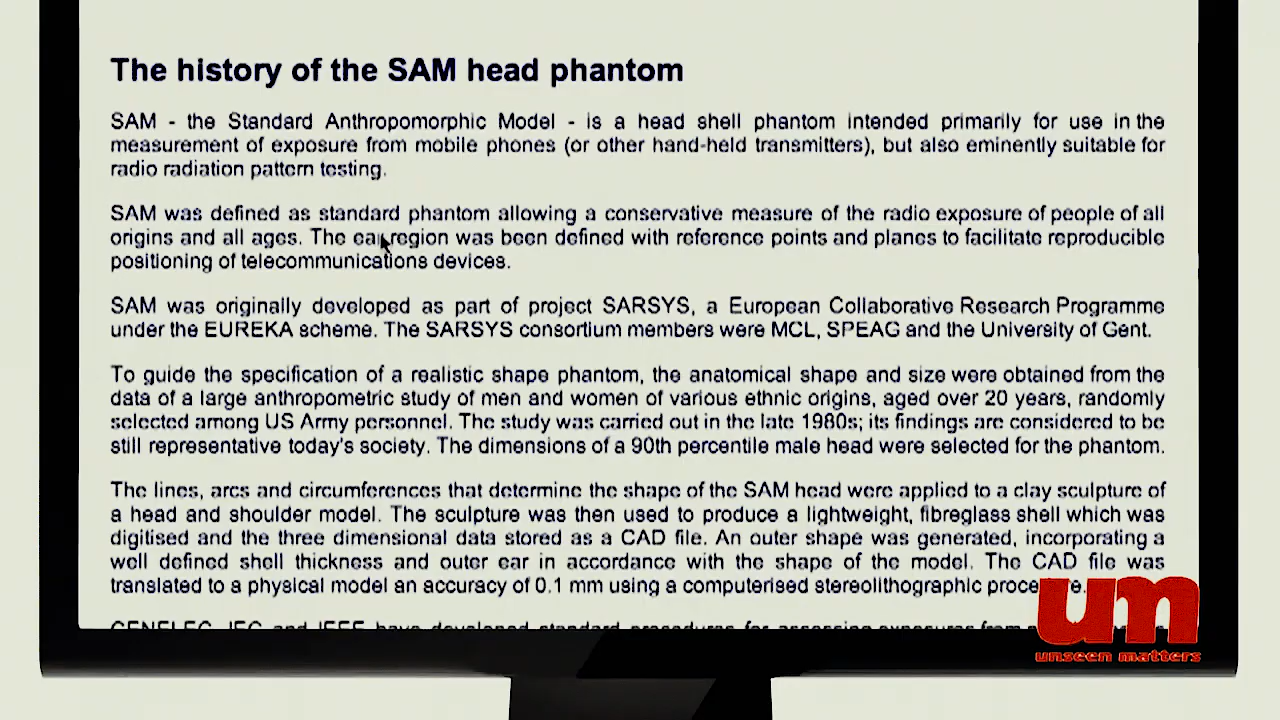 The history of the SAM head phantom
SAM - the Standard Anthropomorphic Model - is a head shell phantom intended primarily for use in the
measurement of exposure from mobile phones (or other hand-held transmitters), but also eminently suitable for
radio radiation pattern testing.
SAM was defined as standard phantom allowing a conservative measure of the radio exposure of people of all
origins and all ages. The ear region was been defined with reference points and planes to facilitate reproducible
positioning of telecommunications devices.
SAM was originally developed as part of project SARSYS, a European Collaborative Research Programme
under the EUREKA scheme. The SARSYS consortium members were MCL, SPEAG and the University of Gent.
To guide the specification of a realistic shape phantom, the anatomical shape and size were obtained from the
data of a large anthropometric study of men and women of various ethnic origins, aged over 20 years, randomly
selected among US Army personnel. The study was carried out in the late 1980s; its findings are considered to be
still representative today's society. The dimensions of a 90th percentile male head were selected for the phantom.
The lines, arcs and circumferences that determine the shape of the SAM head were applied to a clay sculpture of
a head and shoulder model. The sculpture was then used to produce a lightweight, fibreglass shell which was
digitised and the three dimensional data stored as a CAD file. An outer shape was generated, incorporating a
well defined shell thickness and outer ear in accordance with the shape of the model. The CAD file was
translated to a physical model an accuracy of 0.1 mm using a computerised stereolithographic
CENELEC, IEC and IEEE have developed standard procedures for assessing exposures from
um
unseen matters